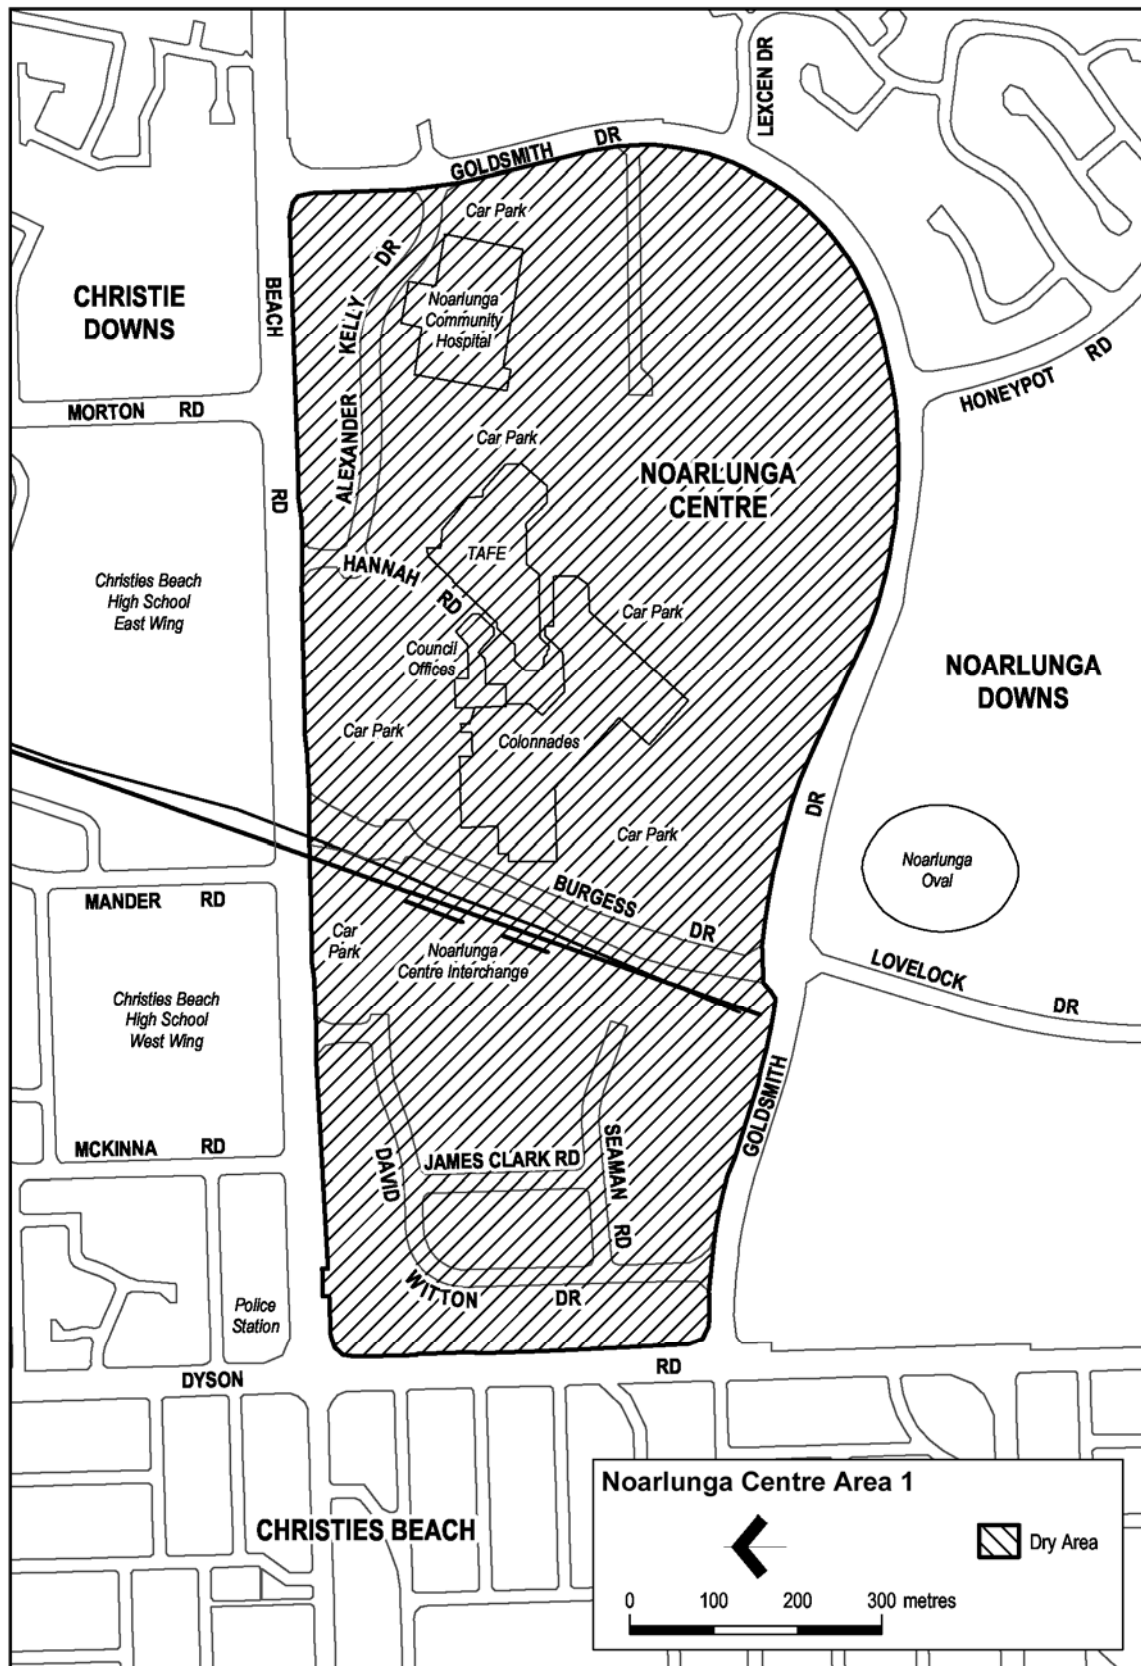 LEXCEN DR
GOLDSMITH DR
Car Park
ALEXANDER KELLY DR
Noarlunga
Community
Hospital
CHRISTIE
DOWNS
BEACH RD
MORTON RD
HONEYPOT RD
Car Park
NOARLUNGA
CENTRE
HANNAH RD
TAFE
Christies Beach
High School
East Wing
Car Park
Council
Offices
NOARLUNGA
DOWNS
Car Park
Colonnades
Car Park
DR
Noarlunga
Oval
BURGESS DR
MANDER RD
Car
Park
Noarlunga
Centre Interchange
LOVELOCK DR
Christies Beach
High School
West Wing
GOLDSMITH
MCKINNA RD
DAVID
JAMES CLARK RD
SEAMAN RD
WITTON DR
Police
Station
DYSON RD
CHRISTIES BEACH
Noarlunga Centre Area 1
Dry Area
0 100 200 300 metres